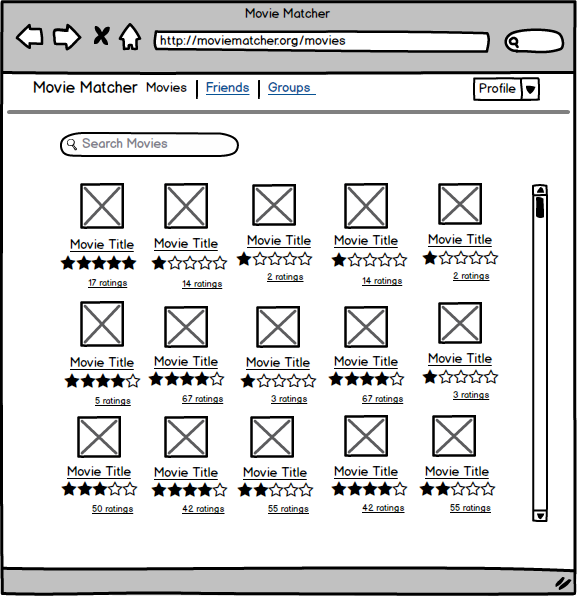 Movie Matcher
http://moviematcher.org/movies
Movie Matcher Movies Friends Groups Profile
Search Movies
Movie Title Movie Title Movie Title Movie Title Movie Title
17 ratings 14 ratings 2 ratings 14 ratings 2 ratings
Movie Title Movie Title Movie Title Movie Title Movie Title
5 ratings 67 ratings 3 ratings 67 ratings 3 ratings
Movie Title Movie Title Movie Title Movie Title Movie Title
50 ratings 42 ratings 55 ratings 42 ratings 55 ratings